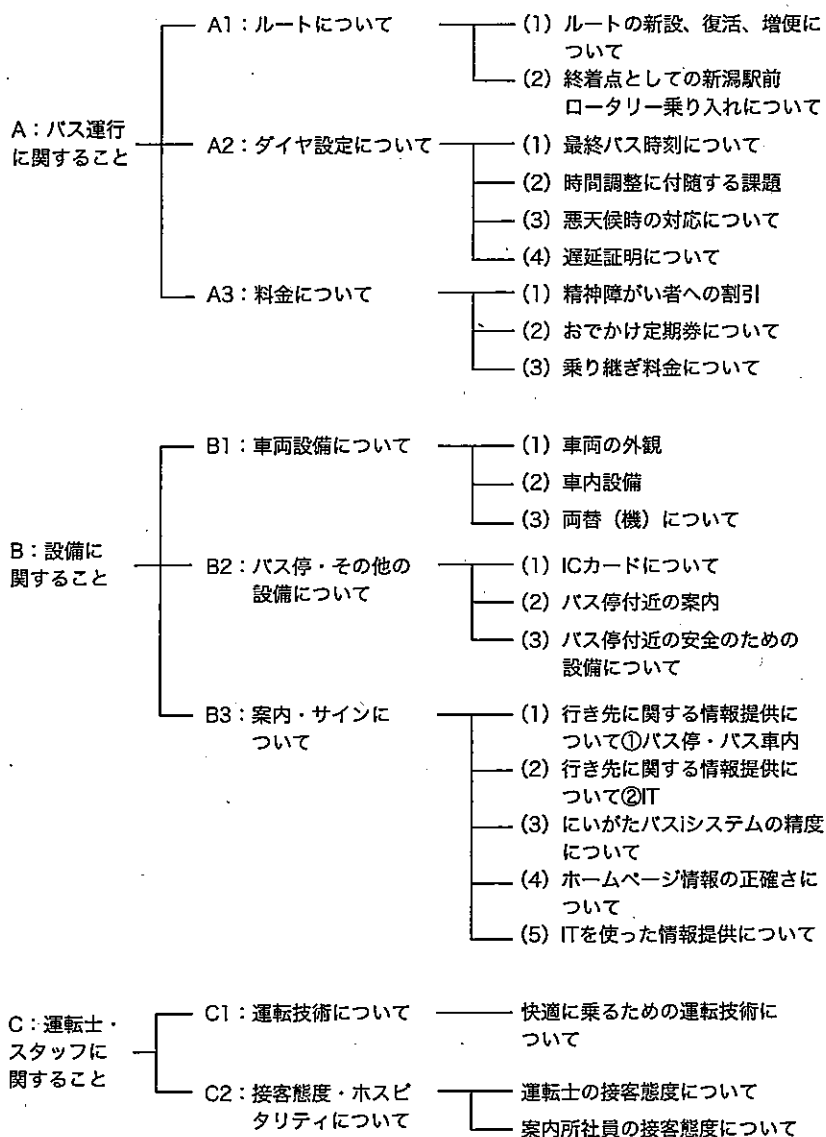 A1:ルートについて
(1) ルートの新設、復活、増便に
ついて
(2) 終着点としての新潟駅前
ロータリー乗り入れについて
A:バス運行
に関すること
A2:ダイヤ設定について
(1) 最終バス時刻について
(2) 時間調整に付随する課題
(3) 悪天候時の対応について
(4) 遅延証明について
A3:料金について
(1) 精神障がい者への割引
(2) おでかけ定期券について
(3) 乗り継ぎ料金について
B:設備に
関すること
B1:車両設備について
(1) 車両の外観
(2) 車内設備
(3) 両替(機)について
B2:バス停・その他の
設備について
(1) ICカードについて
(2) バス停付近の案内
(3) バス停付近の安全のための
設備について
B3:案内・サインに
ついて
(1) 行き先に関する情報提供に
ついて①バス停・バス車内
(2) 行き先に関する情報提供に
ついて②IT
(3) にいがたバスiシステムの精度
について
(4) ホームページ情報の正確さに
ついて
(5) ITを使った情報提供について
C:運転士・
スタッフに
関すること
C1:運転技術について
快適に乗るための運転技術に
ついて
C2:接客態度・ホスピ
タリティについて
運転士の接客態度について
案内所社員の接客態度について